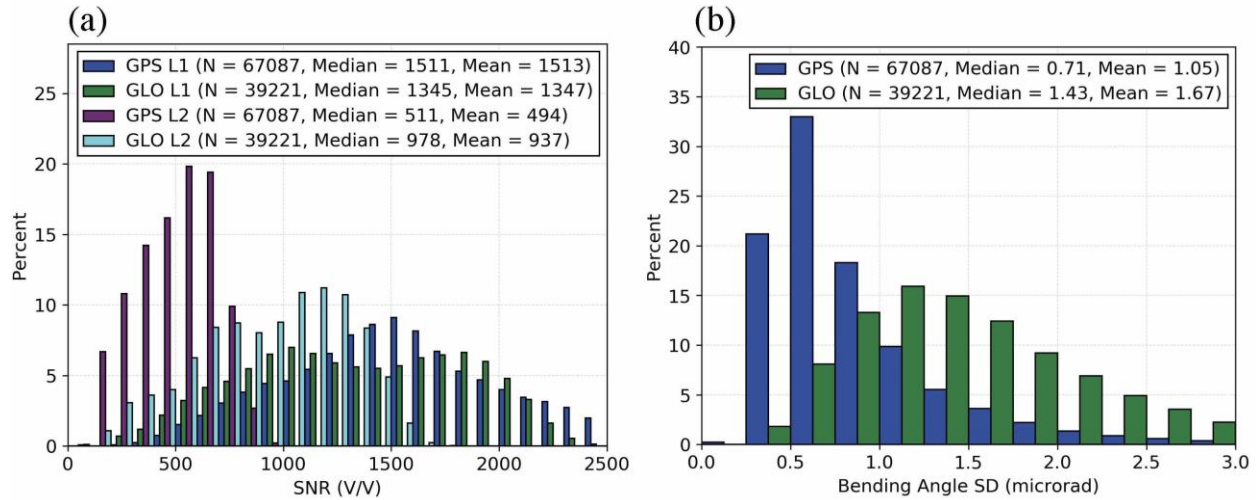 (a)
GPS L1 (N = 67087, Median = 1511, Mean = 1513)
GLO L1 (N = 39221, Median = 1345, Mean = 1347)
GPS L2 (N = 67087, Median = 511, Mean = 494)
GLO L2 (N = 39221, Median = 978, Mean = 937)
25
20
15
10
5
0
Percent
0 500 1000 1500 2000 2500
SNR (V/V)
(b)
GPS (N = 67087, Median = 0.71, Mean = 1.05)
GLO (N = 39221, Median = 1.43, Mean = 1.67)
40
35
30
25
20
15
10
5
0
Percent
0.0 0.5 1.0 1.5 2.0 2.5 3.0
Bending Angle SD (microrad)